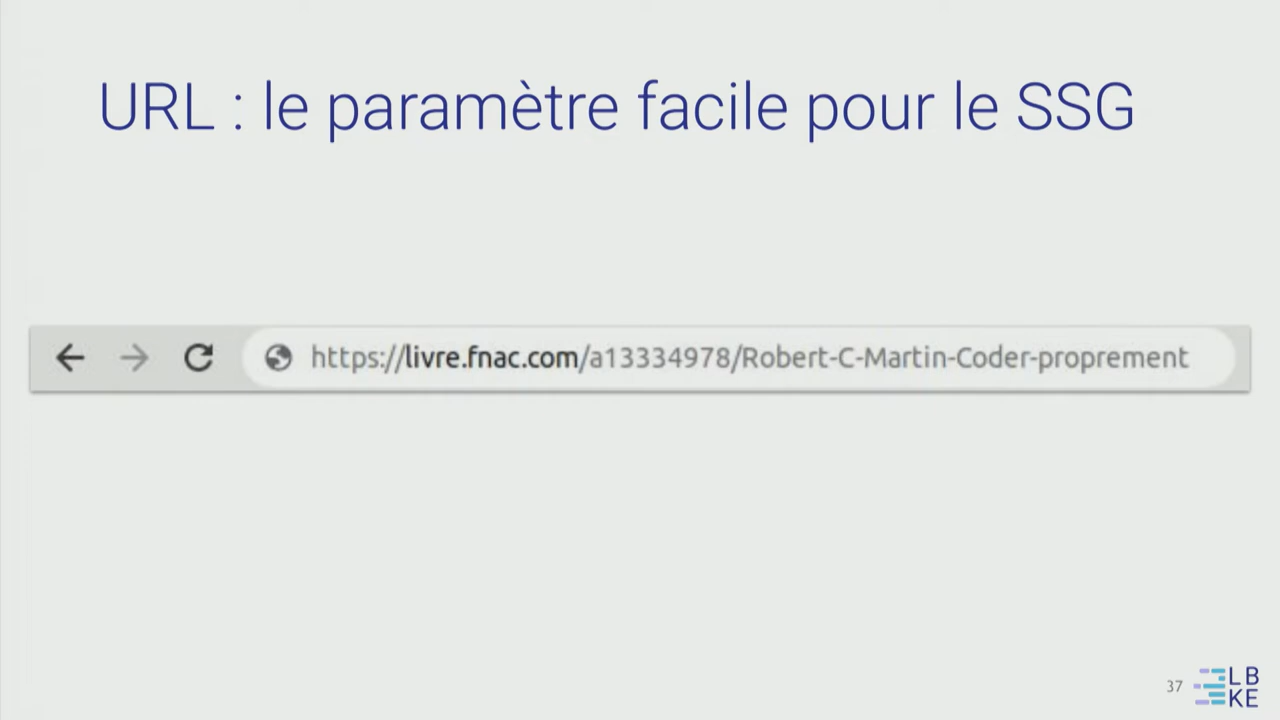 URL : le paramètre facile pour le SSG
https://livre.fnac.com/a13334978/Robert-C-Martin-Coder-proprement
37
LB
KE